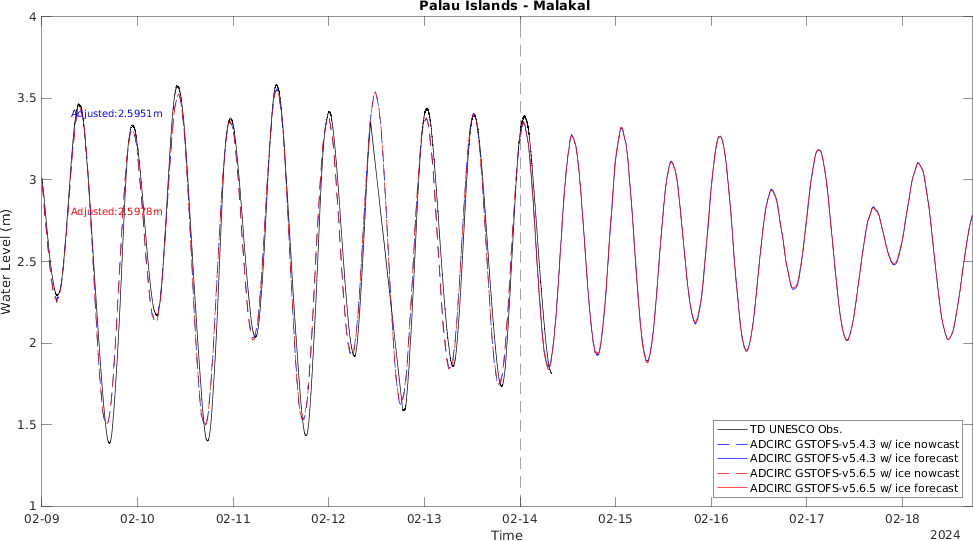 Palau Islands - Malakal
4
3.5
3
2.5
2
1.5
1
Water Level (m)
Adjusted:2.5951m
Adjusted:2.5978m
TD UNESCO Obs.
ADCIRC GSTOFS-v5.4.3 w/ ice nowcast
ADCIRC GSTOFS-v5.4.3 w/ ice forecast
ADCIRC GSTOFS-v5.6.5 w/ ice nowcast
ADCIRC GSTOFS-v5.6.5 w/ ice forecast
02-09 02-10 02-11 02-12 02-13 02-14 02-15 02-16 02-17 02-18
Time
2024